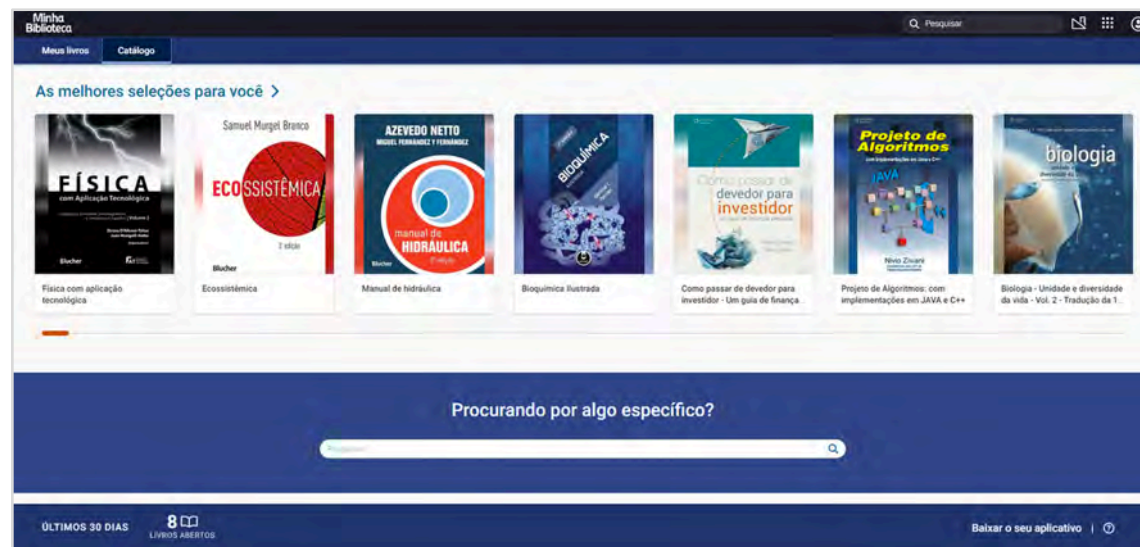 Minha
Biblioteca
Pesquisar
Meus livros Catálogo
As melhores seleções para você >
FÍSICA
com Aplicação Tecnológica
Blucher
Samuel Murgel Branco
ECOSSISTÊMICA
Blucher
AZEVEDO NETTO
MIGUEL FERNÁNDEZ Y FERNÁNDEZ
manual de
HIDRÁULICA
Blucher
BIOQUÍMICA
Como passar de
devedor para
investidor
Projeto de
Algoritmos
com implementações em Java e C++
JAVA
Nivio Ziviani
biologia
Física com aplicação
tecnológica
Ecossistêmica
Manual de hidráulica
Bioquímica Ilustrada
Como passar de devedor para
investidor - Um guia de finança...
Projeto de Algoritmos: com
implementações em JAVA e C++
Biologia - Unidade e diversidade
da vida - Vol. 2 - Tradução da 1...
Procurando por algo específico?
ÚLTIMOS 30 DIAS
8
LIVROS ABERTOS
Baixar o seu aplicativo |